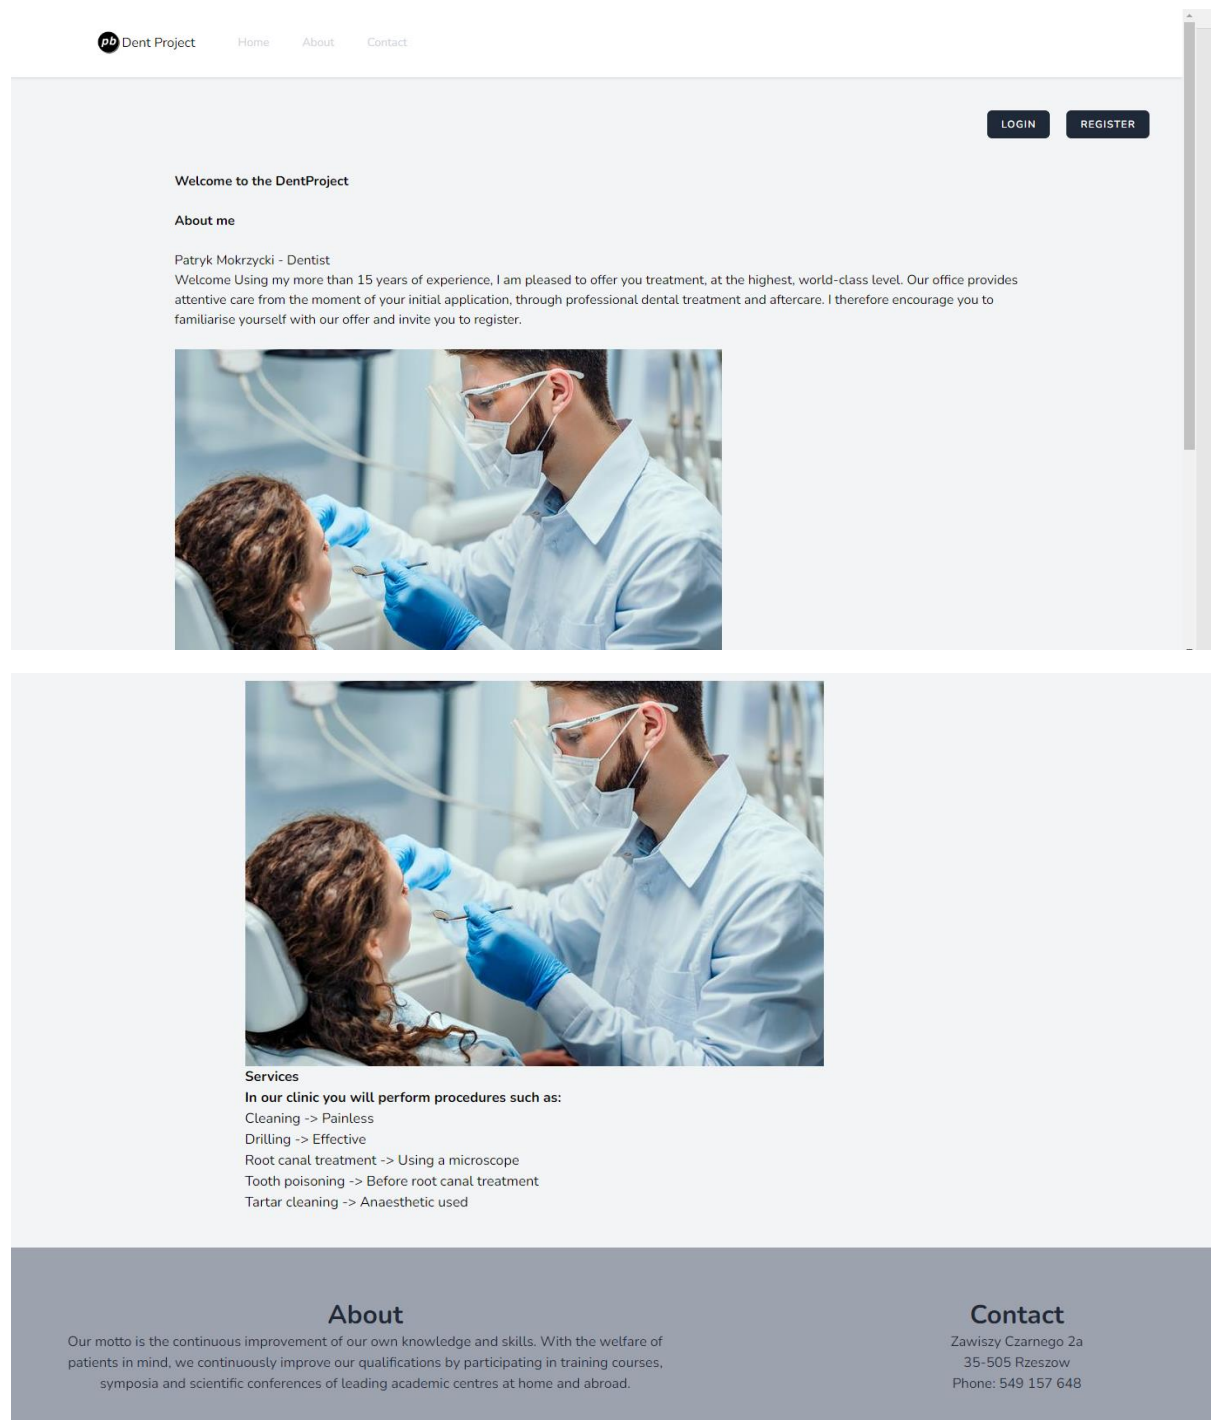 pb Dent Project Home About Contact
LOGIN REGISTER
Welcome to the DentProject
About me
Patryk Mokrzycki - Dentist
Welcome Using my more than 15 years of experience, I am pleased to offer you treatment, at the highest, world-class level. Our office provides
attentive care from the moment of your initial application, through professional dental treatment and aftercare. I therefore encourage you to
familiarise yourself with our offer and invite you to register.
Services
In our clinic you will perform procedures such as:
Cleaning -> Painless
Drilling -> Effective
Root canal treatment -> Using a microscope
Tooth poisoning -> Before root canal treatment
Tartar cleaning -> Anaesthetic used
About
Our motto is the continuous improvement of our own knowledge and skills. With the welfare of
patients in mind, we continuously improve our qualifications by participating in training courses,
symposia and scientific conferences of leading academic centres at home and abroad.
Contact
Zawiszy Czarnego 2a
35-505 Rzeszow
Phone: 549 157 648